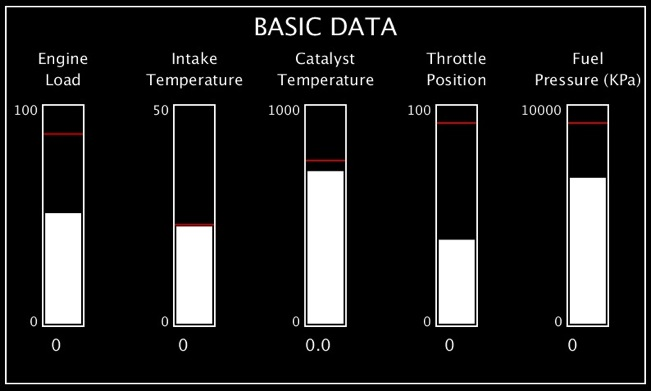 BASIC DATA
Engine Load
Intake Temperature
Catalyst Temperature
Throttle Position
Fuel Pressure (KPa)
100
0
0
50
0
0
1000
0
0.0
100
0
0
10000
0
0